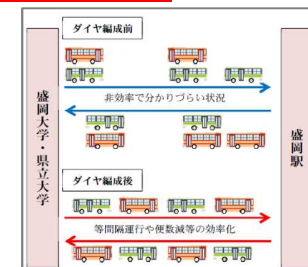 ダイヤ編成前
非効率で分かりづらい状況
盛岡大学・県立大学
盛岡駅
ダイヤ編成後
等間隔運行や便数減等の効率化